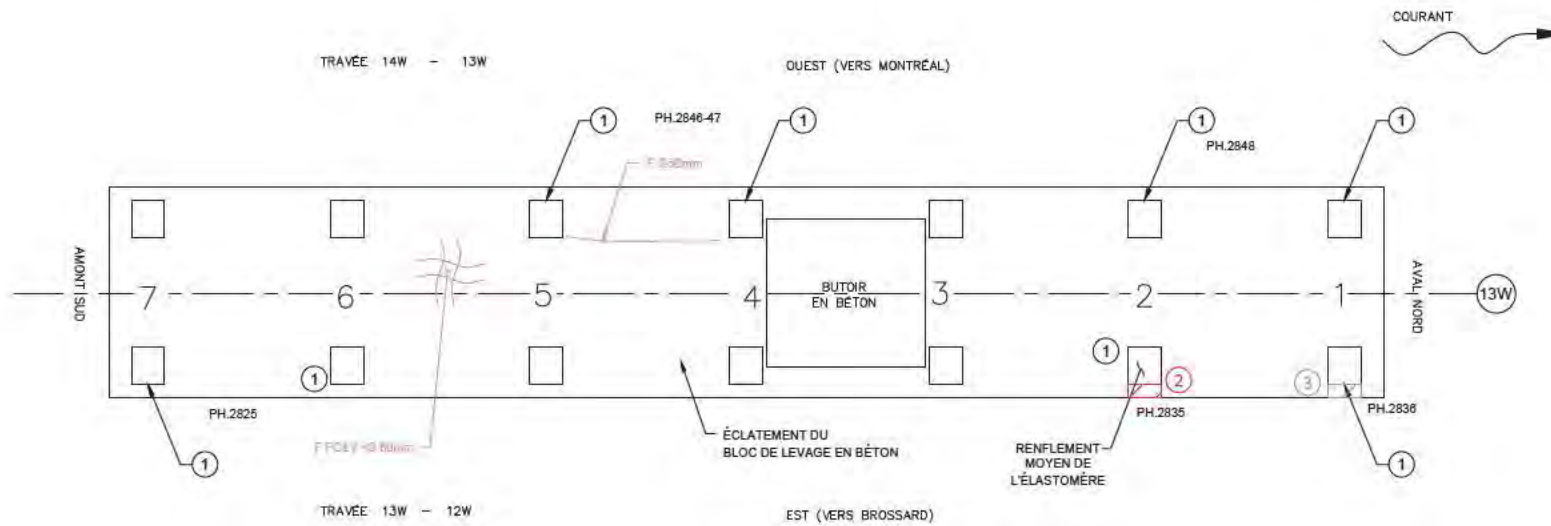 COURANT
TRAVÉE 14W - 13W
OUEST (VERS MONTRÉAL)
1
PH.2846-47
1
1
PH.2848
1
AMONT SUD
7
6
5
4
BUTOIR
EN BÉTON
3
2
1
AVAL NORD
13W
1
1
2
3
PH.2825
PH.2835
PH.2836
1
F POLY
ÉCLATEMENT DU
BLOC DE LEVAGE EN BÉTON
RENFLEMENT
MOYEN DE
L'ÉLASTOMÈRE
1
TRAVÉE 13W - 12W
EST (VERS BROSSARD)